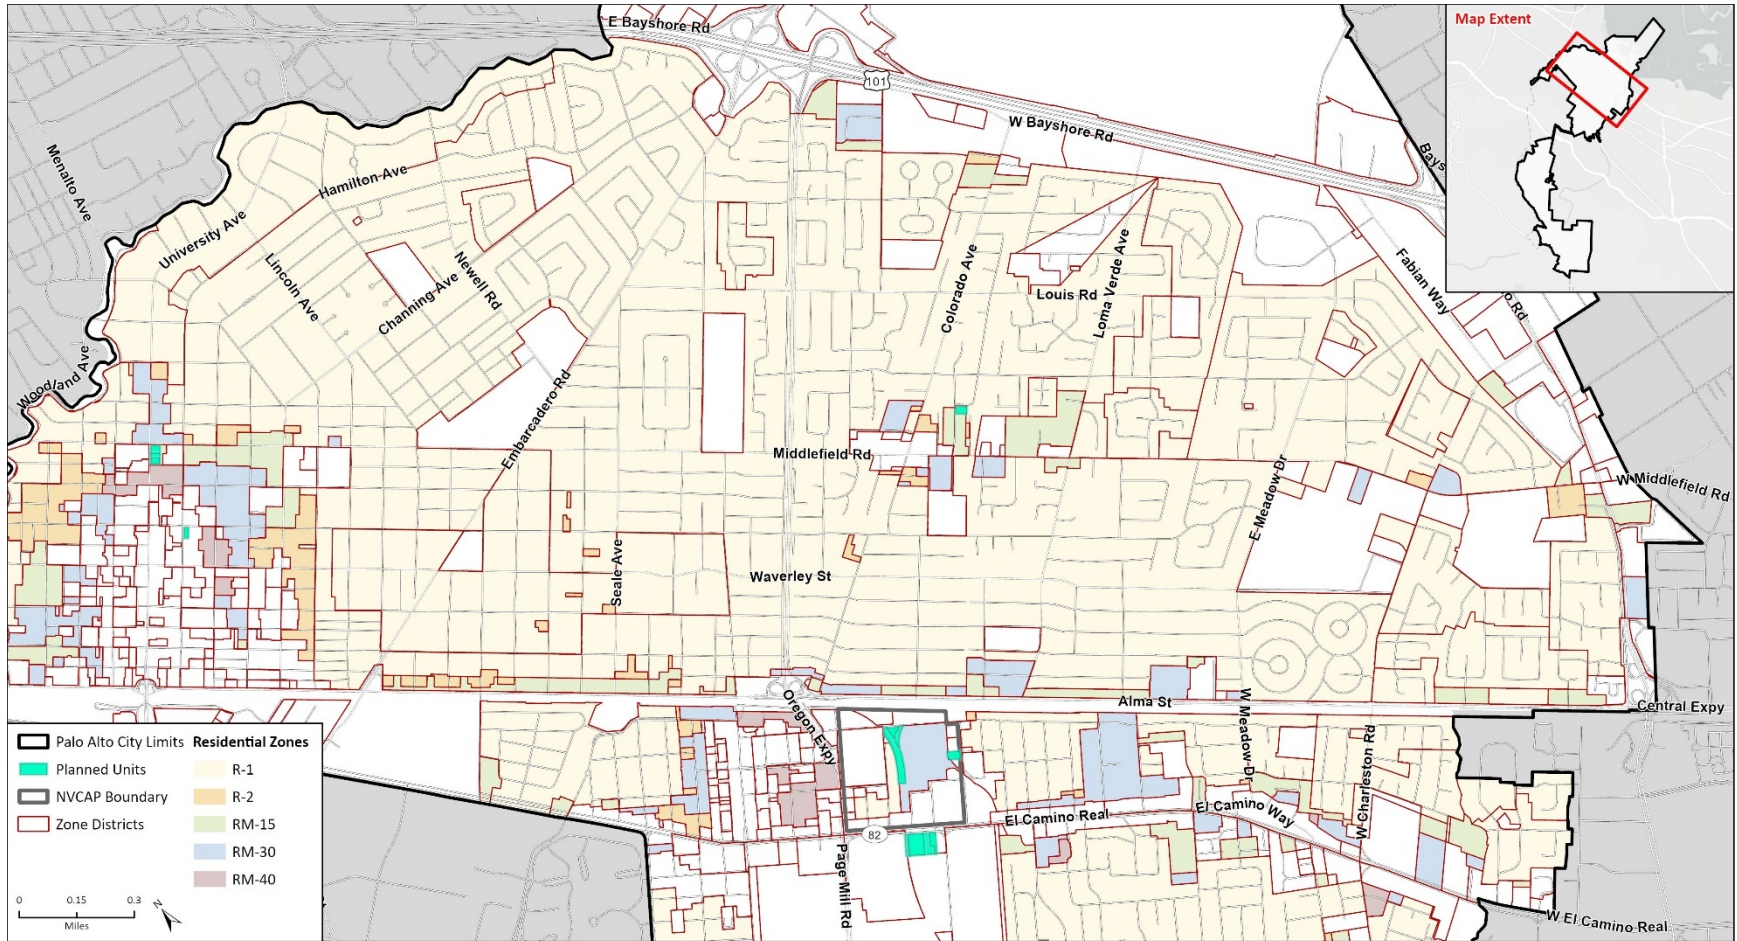 E Bayshore Rd
Map Extent
101
W Bayshore Rd
Bays
Menalto Ave
Hamilton Ave
University Ave
Lincoln Ave
Newell Rd
Channing Ave
Colorado Ave
Loma Verde Ave
Louis Rd
Fabian Way
o Rd
Woodland Ave
Embarcadero Rd
Middlefield Rd
E Meadow Dr
W Middlefield Rd
Seale Ave
Waverley St
Alma St
Central Expy
Oregon Expy
W Meadow Dr
W Charleston Rd
El Camino Real
El Camino Way
82
Page Mill Rd
W El Camino Real
Palo Alto City Limits
Planned Units
NVCAP Boundary
Zone Districts
Residential Zones
R-1
R-2
RM-15
RM-30
RM-40
0 0.15 0.3
Miles
N